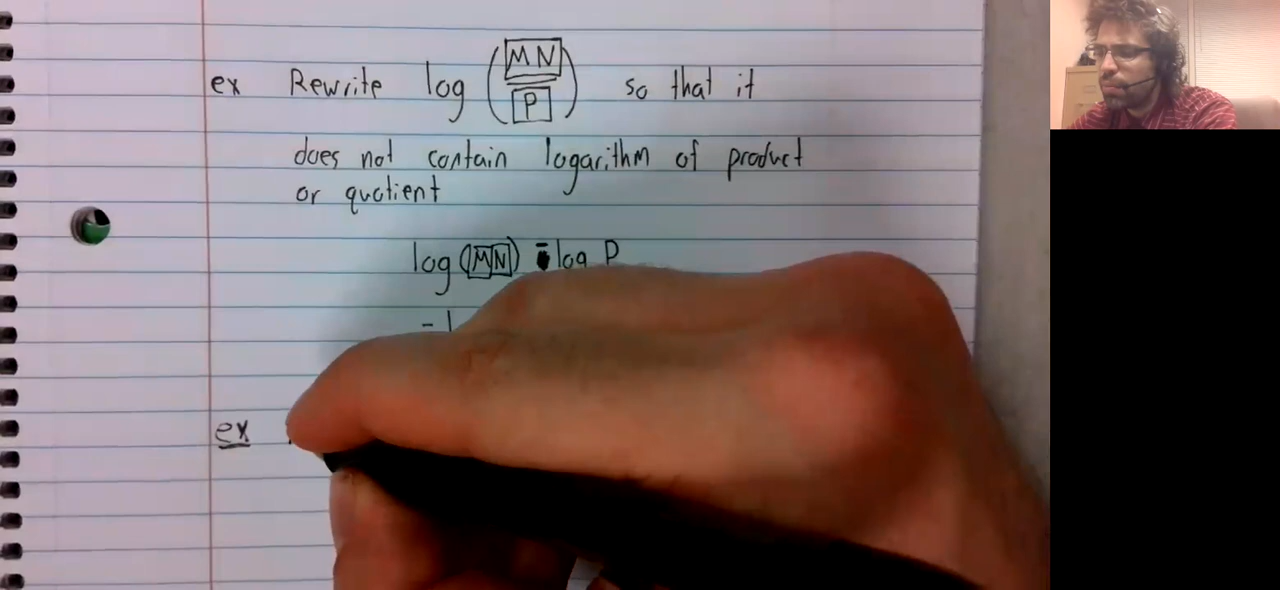 ex Rewrite log (MN/P) so that it
does not contain logarithm of product
or quotient
log (MN) - log P
ex